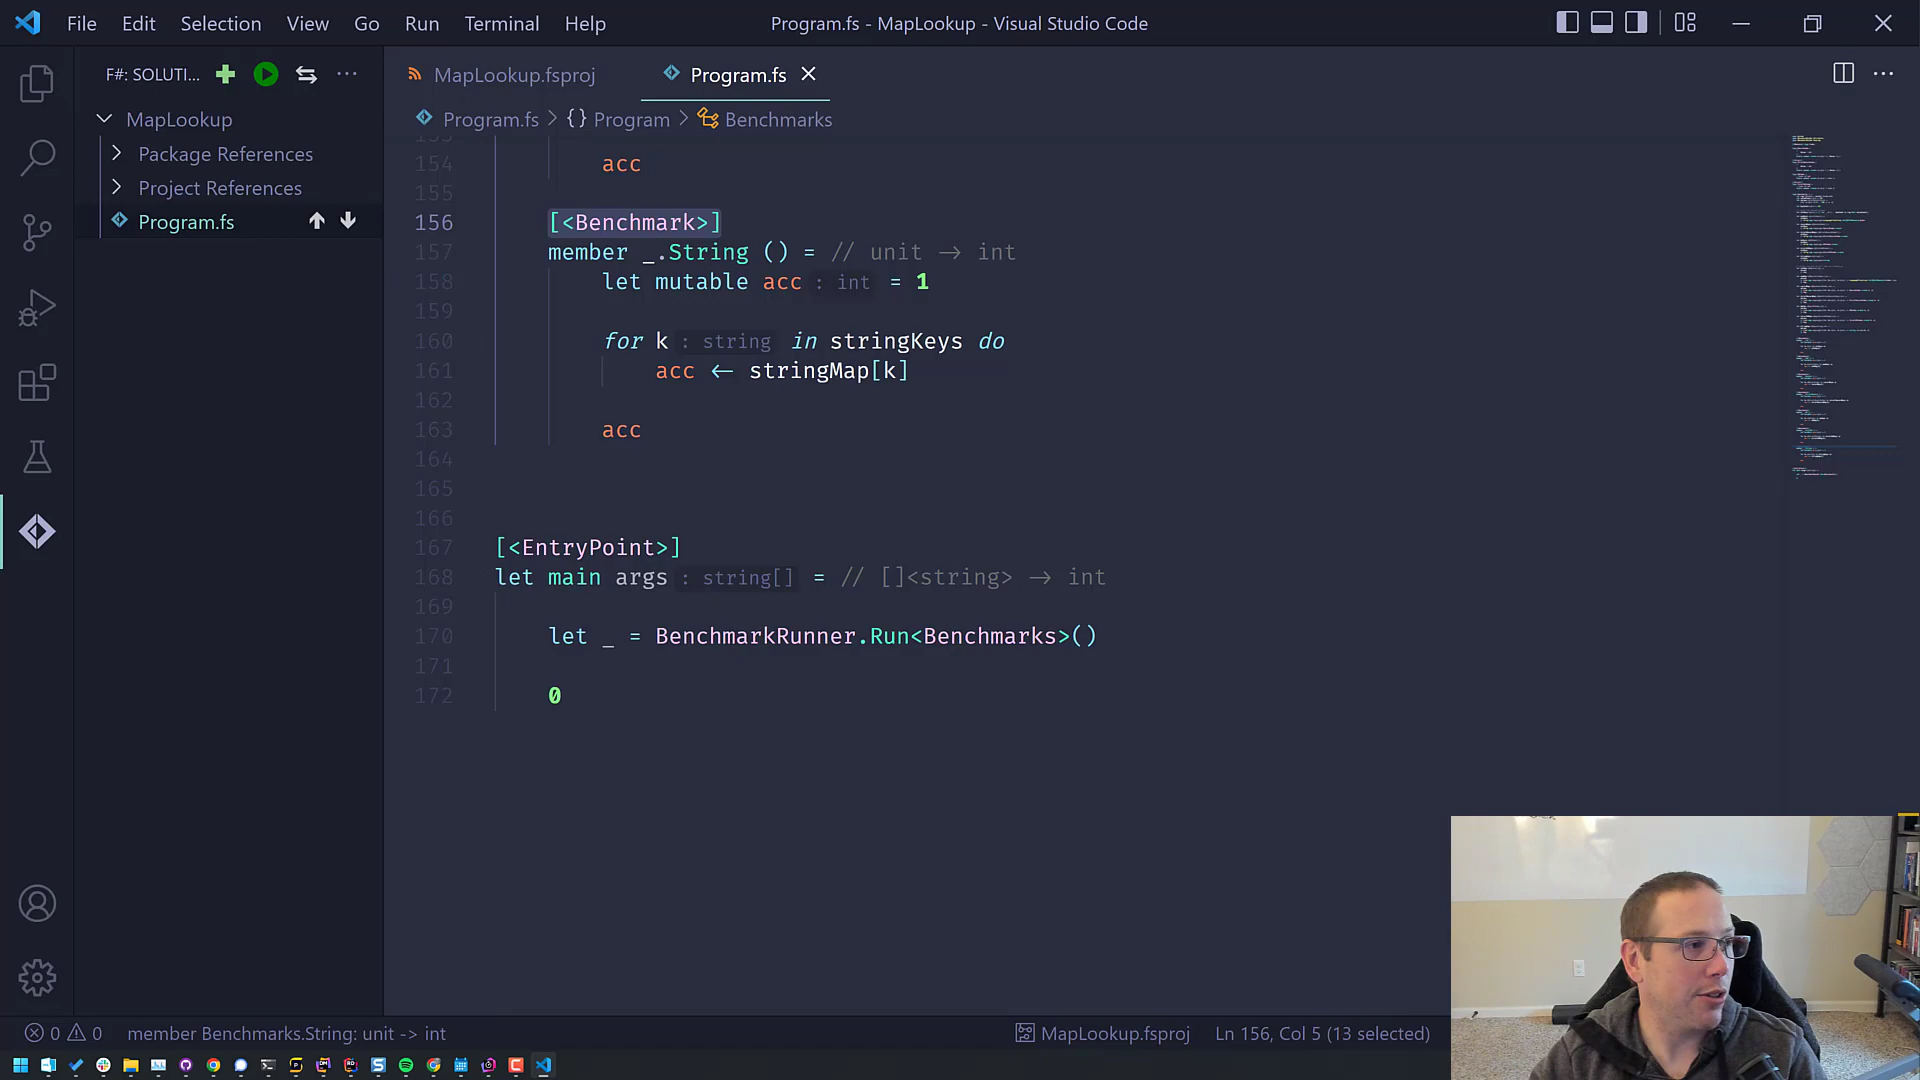 File Edit Selection View Go Run Terminal Help
Program.fs - MapLookup - Visual Studio Code
F#: SOLUTI...
MapLookup.fsproj
Program.fs
MapLookup
Package References
Project References
Program.fs
Program.fs > {} Program > Benchmarks
154 acc
155
156 [<Benchmark>]
157 member _.String () = // unit → int
158 let mutable acc : int = 1
159
160 for k : string in stringKeys do
161 acc ← stringMap[k]
162
163 acc
164
165
166
167 [<EntryPoint>]
168 let main args : string[] = // []<string> → int
169
170 let _ = BenchmarkRunner.Run<Benchmarks>()
171
172 0
0 0 member Benchmarks.String: unit -> int
MapLookup.fsproj Ln 156, Col 5 (13 selected)